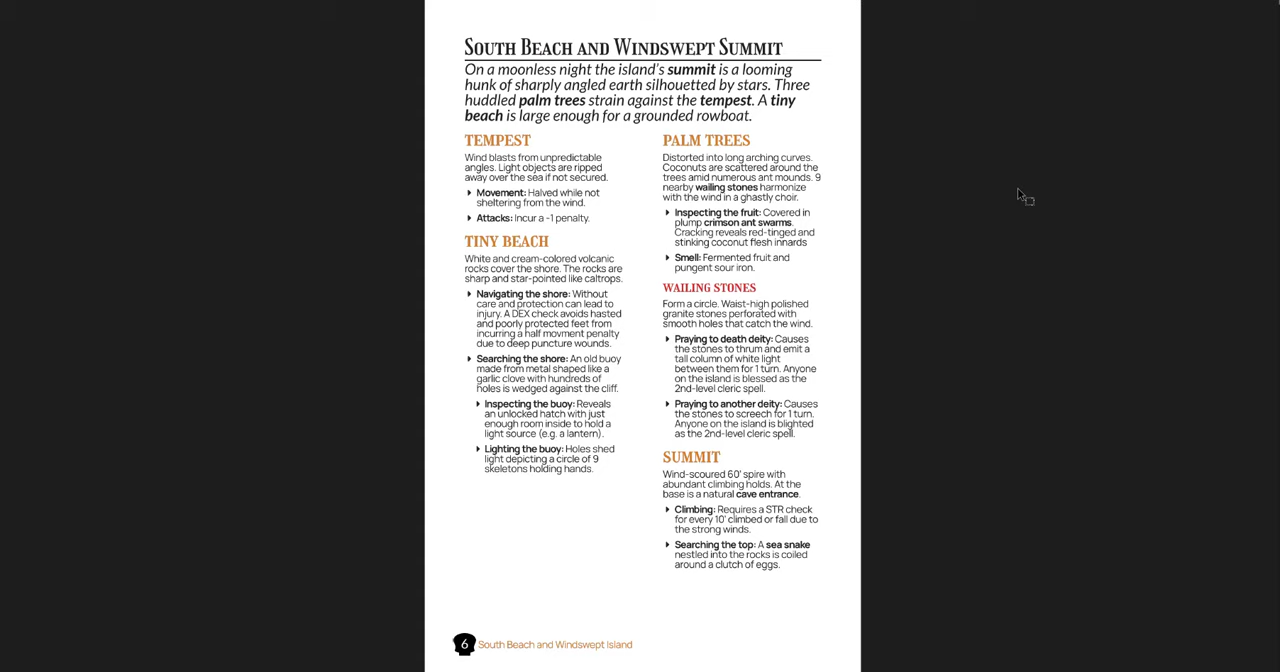 South Beach and Windswept Summit
On a moonless night the island's summit is a looming
hunk of sharply angled earth silhouetted by stars. Three
huddled palm trees strain against the tempest. A tiny
beach is large enough for a grounded rowboat.
TEMPEST
Wind blasts from unpredictable
angles. Light objects are ripped
away over the sea if not secured.
Movement: Halved while not
sheltering from the wind.
Attacks: Incur a -1 penalty.
TINY BEACH
White and cream-colored volcanic
rocks cover the shore. The rocks are
sharp and star-pointed like caltrops.
Navigating the shore: Without
care and protection can lead to
injury. A DEX check avoids hasted
and poorly protected feet from
incurring a half movment penalty
due to deep puncture wounds.
Searching the shore: An old buoy
made from metal shaped like a
garlic clove with hundreds of
holes is wedged against the cliff.
Inspecting the buoy: Reveals
an unlocked hatch with just
enough room inside to hold a
light source (e.g. a lantern).
Lighting the buoy: Holes shed
light depicting a circle of 9
skeletons holding hands.
PALM TREES
Distorted into long arching curves.
Coconuts are scattered around the
trees amid numerous ant mounds. 9
nearby wailing stones harmonize
with the wind in a ghastly choir.
Inspecting the fruit: Covered in
plump crimson ant swarms.
Cracking reveals red-tinged and
stinking coconut flesh innards
Smell: Fermented fruit and
pungent sour iron.
WAILING STONES
Form a circle. Waist-high polished
granite stones perforated with
smooth holes that catch the wind.
Praying to death deity: Causes
the stones to thrum and emit a
tall column of white light
between them for 1 turn. Anyone
on the island is blessed as the
2nd-level cleric spell.
Praying to another deity: Causes
the stones to screech for 1 turn.
Anyone on the island is blighted
as the 2nd-level cleric spell.
SUMMIT
Wind-scoured 60' spire with
abundant climbing holds. At the
base is a natural cave entrance.
Climbing: Requires a STR check
for every 10' climbed or fall due to
the strong winds.
Searching the top: A sea snake
nestled into the rocks is coiled
around a clutch of eggs.
6 South Beach and Windswept Island